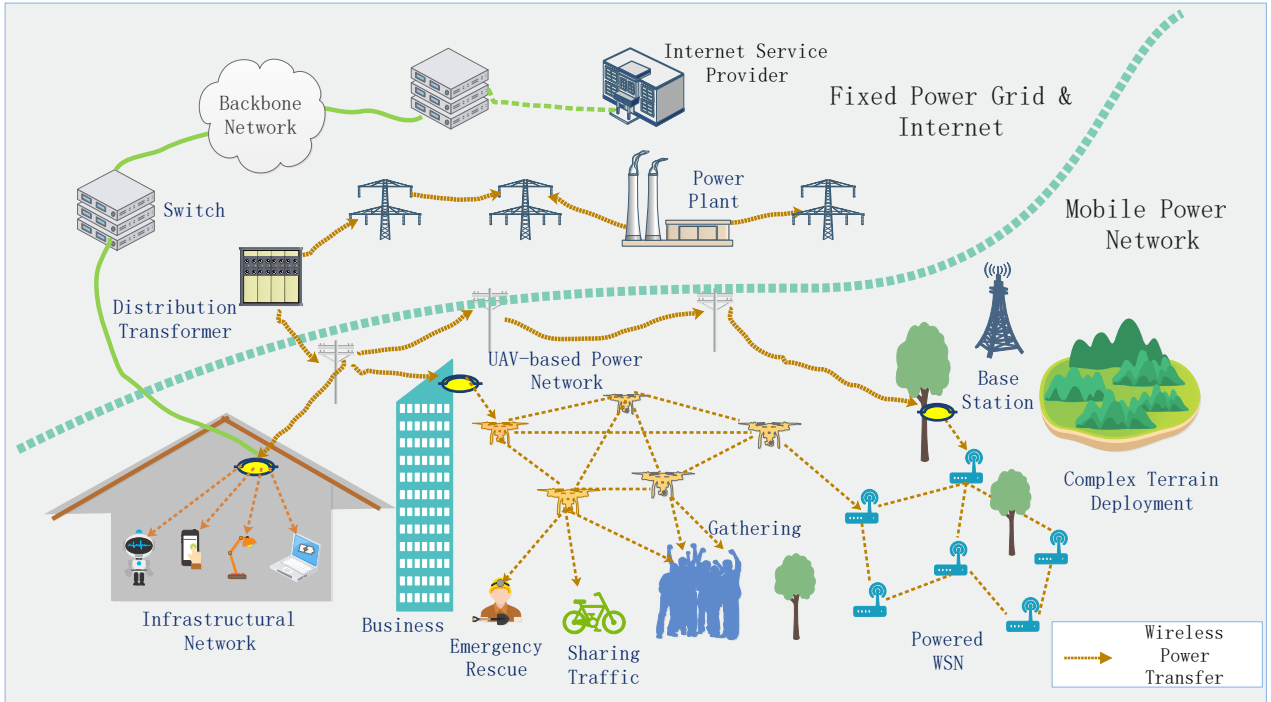 Internet Service
Provider
Fixed Power Grid &
Internet
Backbone
Network
Switch
Power
Plant
Mobile Power
Network
Distribution
Transformer
UAV-based Power
Network
Base
Station
Complex Terrain
Deployment
Gathering
Infrastructural
Network
Business
Emergency
Rescue
Sharing
Traffic
Powered
WSN
Wireless
Power
Transfer